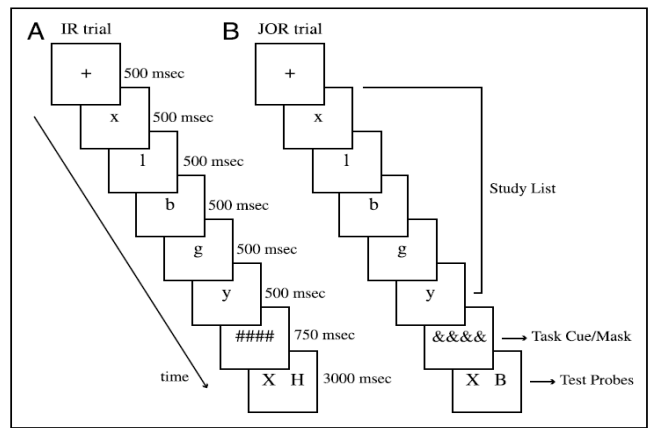 A IR trial
+
500 msec
x
500 msec
l
500 msec
b
500 msec
g
500 msec
y
500 msec
####
750 msec
X H
3000 msec
time
B JOR trial
+
x
l
b
g
y
Study List
&&&&
Task Cue/Mask
X B
Test Probes